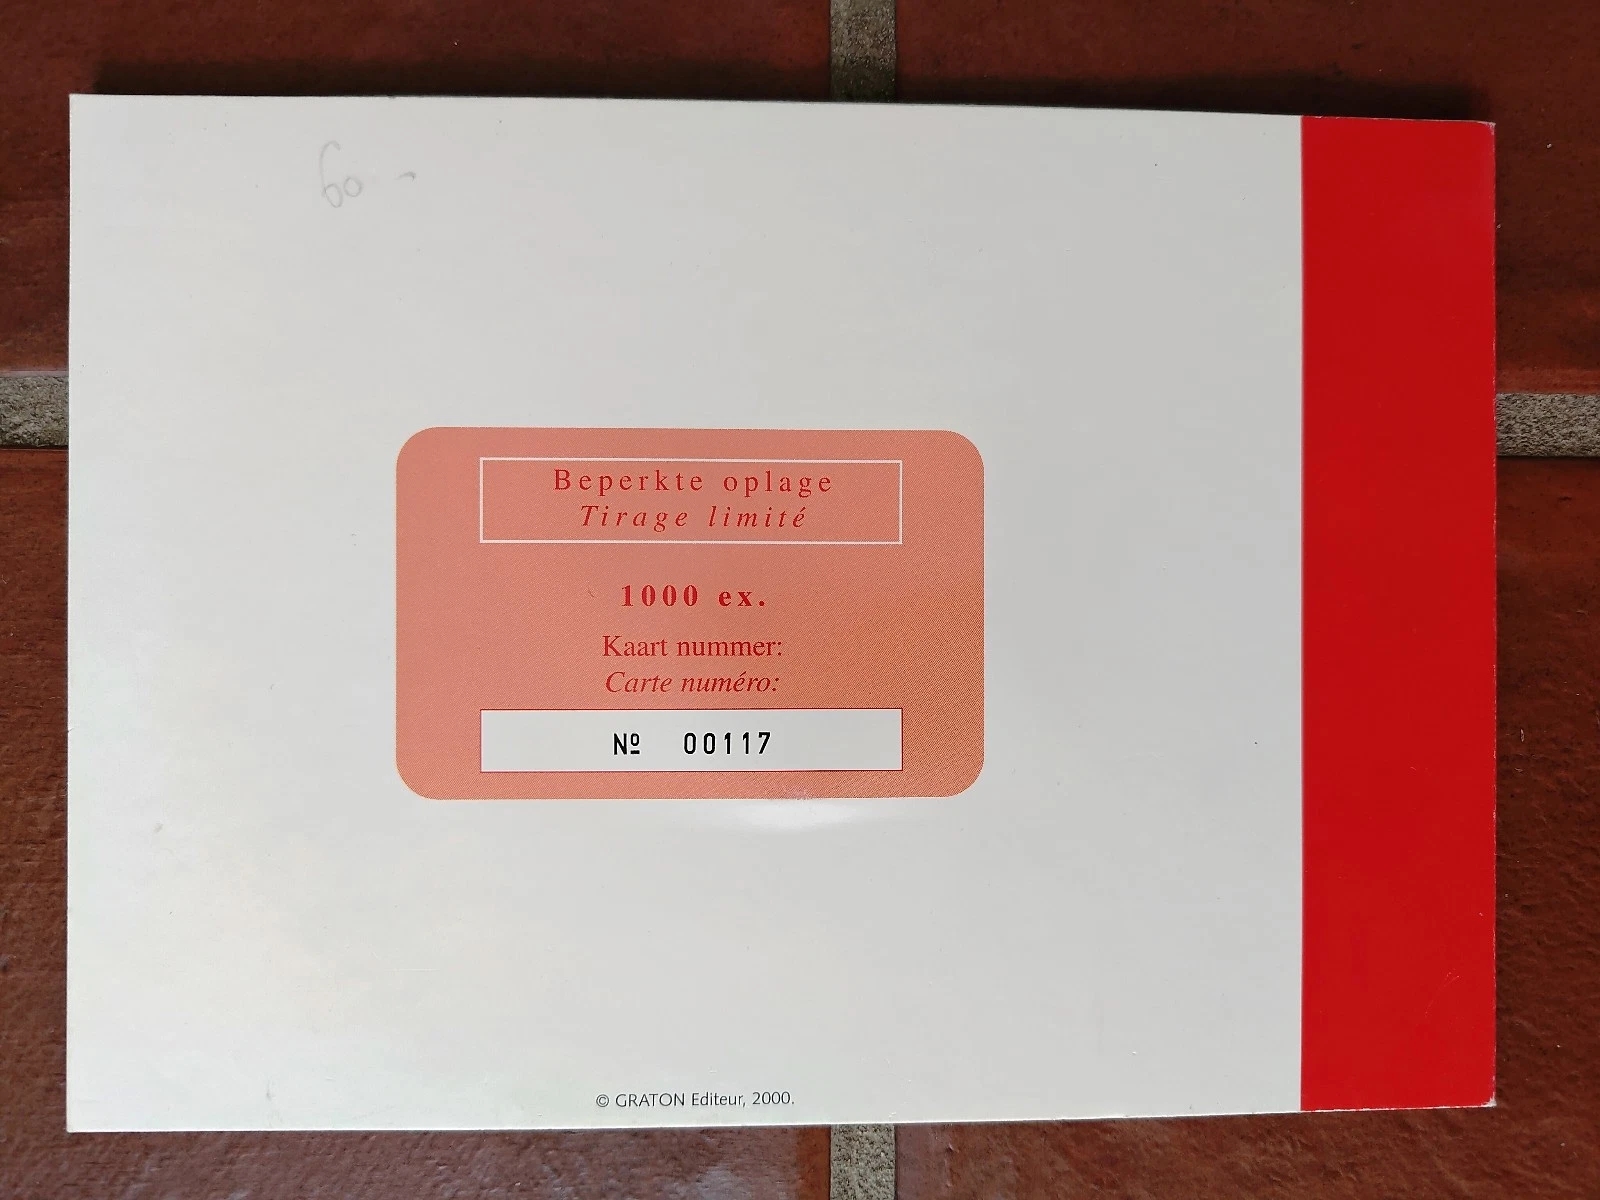 60 -
Beperkte oplage
Tirage limité
1000 ex.
Kaart nummer:
Carte numéro:
Nº 00117
© GRATON Editeur, 2000.